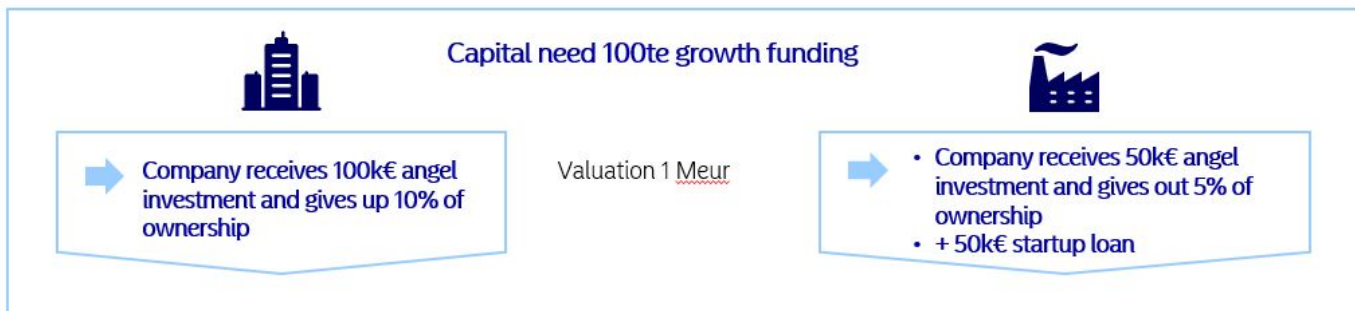 Capital need 100te growth funding
Company receives 100k€ angel
investment and gives up 10% of
ownership
Valuation 1 Meur
• Company receives 50k€ angel
investment and gives out 5% of
ownership
• + 50k€ startup loan